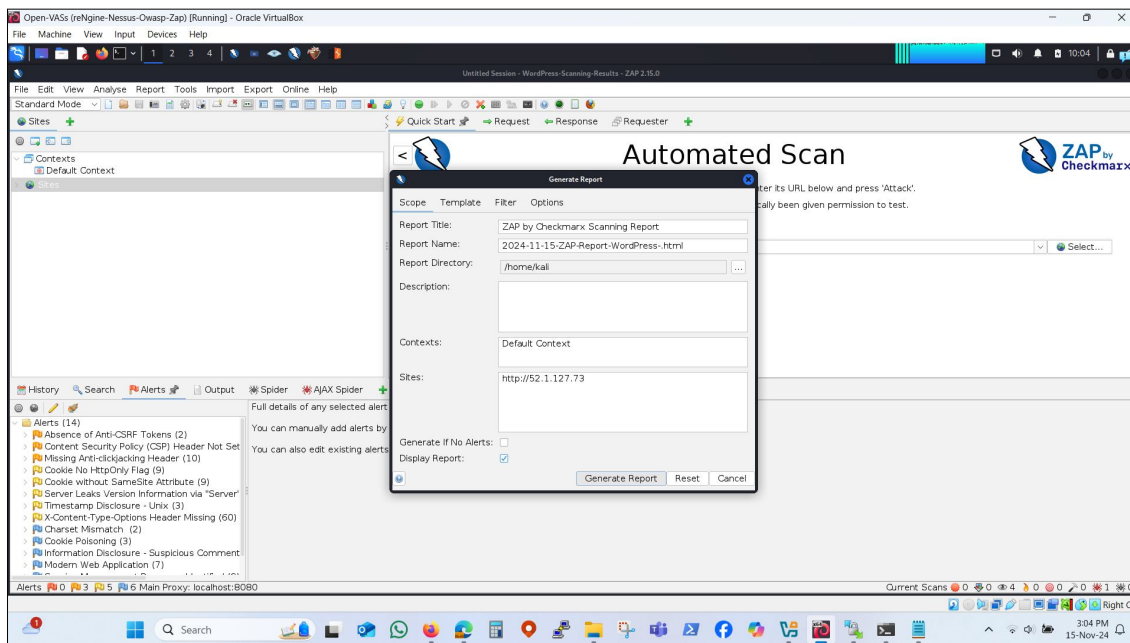 Open-VASs (reNgine-Nessus-Owasp-Zap) [Running] - Oracle VirtualBox
File Machine View Input Devices Help
1 2 3 4
10:04
Untitled Session - WordPress-Scanning-Results - ZAP 2.15.0
File Edit View Analyse Report Tools Import Export Online Help
Standard Mode
Sites
Quick Start Request Response Requester
Contexts
Default Context
Sites
<
Automated Scan
ZAP by Checkmarx
ter its URL below and press 'Attack'.
cally been given permission to test.
Select...
Generate Report
Scope Template Filter Options
Report Title: ZAP by Checkmarx Scanning Report
Report Name: 2024-11-15-ZAP-Report-WordPress-.html
Report Directory: /home/kali ...
Description:
Contexts: Default Context
Sites: http://52.1.127.73
Generate If No Alerts:
Display Report:
Generate Report Reset Cancel
History Search Alerts Output Spider AJAX Spider
Full details of any selected alert
You can manually add alerts by
You can also edit existing alerts
Alerts (14)
Absence of Anti-CSRF Tokens (2)
Content Security Policy (CSP) Header Not Set
Missing Anti-clickjacking Header (10)
Cookie No HttpOnly Flag (9)
Cookie without SameSite Attribute (9)
Server Leaks Version Information via "Server"
Timestamp Disclosure - Unix (3)
X-Content-Type-Options Header Missing (60)
Charset Mismatch (2)
Cookie Poisoning (3)
Information Disclosure - Suspicious Comment
Modern Web Application (7)
Alerts 0 3 5 6 Main Proxy: localhost:8080
Current Scans 0 0 4 0 0 0 1
Right C
Search
3:04 PM
15-Nov-24